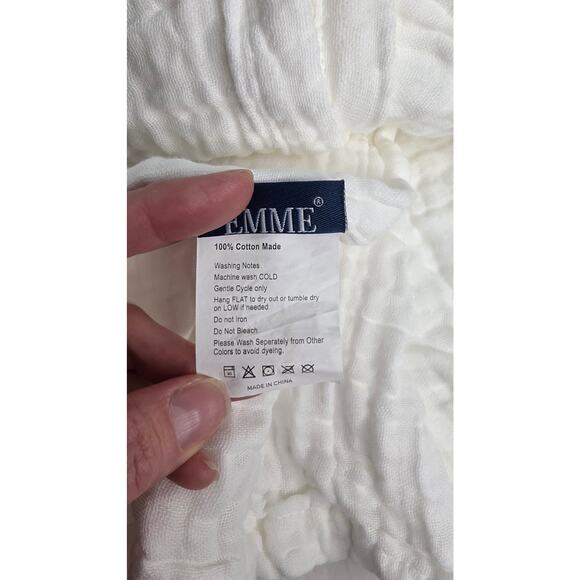 EMME®
100% Cotton Made
Washing Notes.
Machine wash COLD
Gentle Cycle only
Hang FLAT to dry out or tumble dry
on LOW if needed
Do not iron
Do Not Bleach
Please Wash Seperately from Other
Colors to avoid dyeing.
MADE IN CHINA